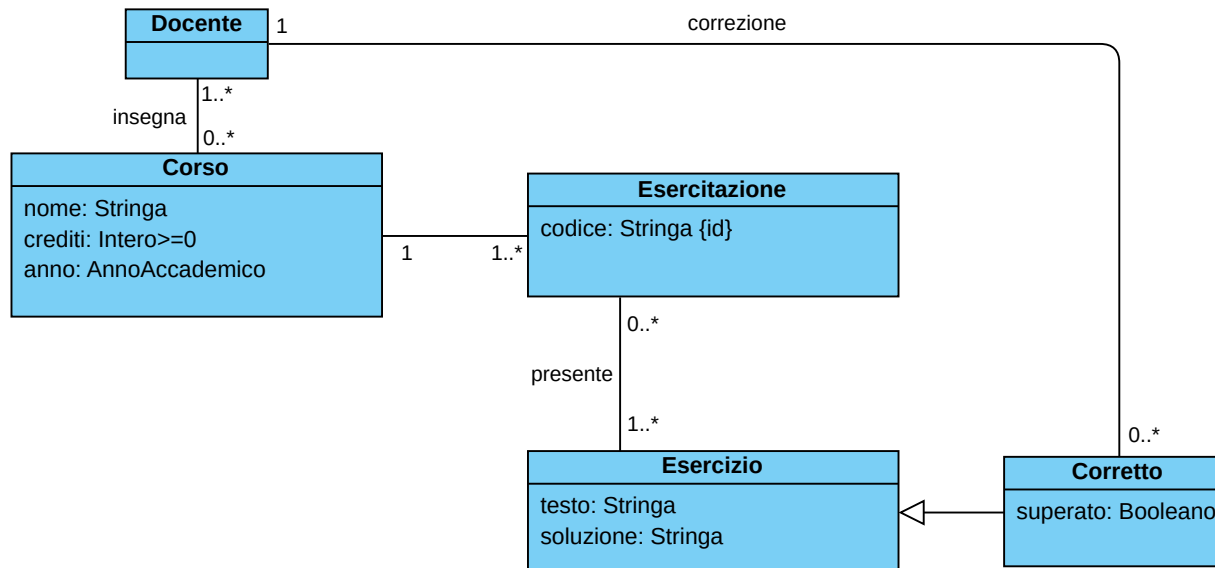 Docente
1
correzione
1..*
insegna
0..*
Corso
nome: Stringa
crediti: Intero>=0
anno: AnnoAccademico
1
1..*
Esercitazione
codice: Stringa {id}
0..*
presente
1..*
0..*
Esercizio
testo: Stringa
soluzione: Stringa
Corretto
superato: Booleano